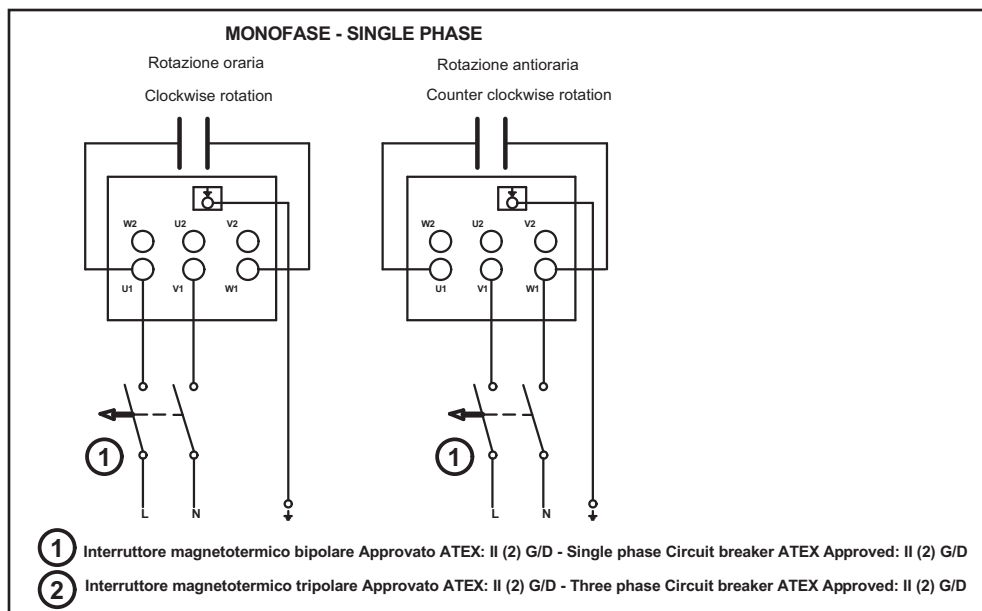 MONOFASE - SINGLE PHASE
Rotazione oraria
Clockwise rotation
Rotazione antioraria
Counter clockwise rotation
W2 U2 V2
U1 V1 W1
W2 U2 V2
U1 V1 W1
1
1
L N
L N
1 Interruttore magnetotermico bipolare Approvato ATEX: II (2) G/D - Single phase Circuit breaker ATEX Approved: II (2) G/D
2 Interruttore magnetotermico tripolare Approvato ATEX: II (2) G/D - Three phase Circuit breaker ATEX Approved: II (2) G/D